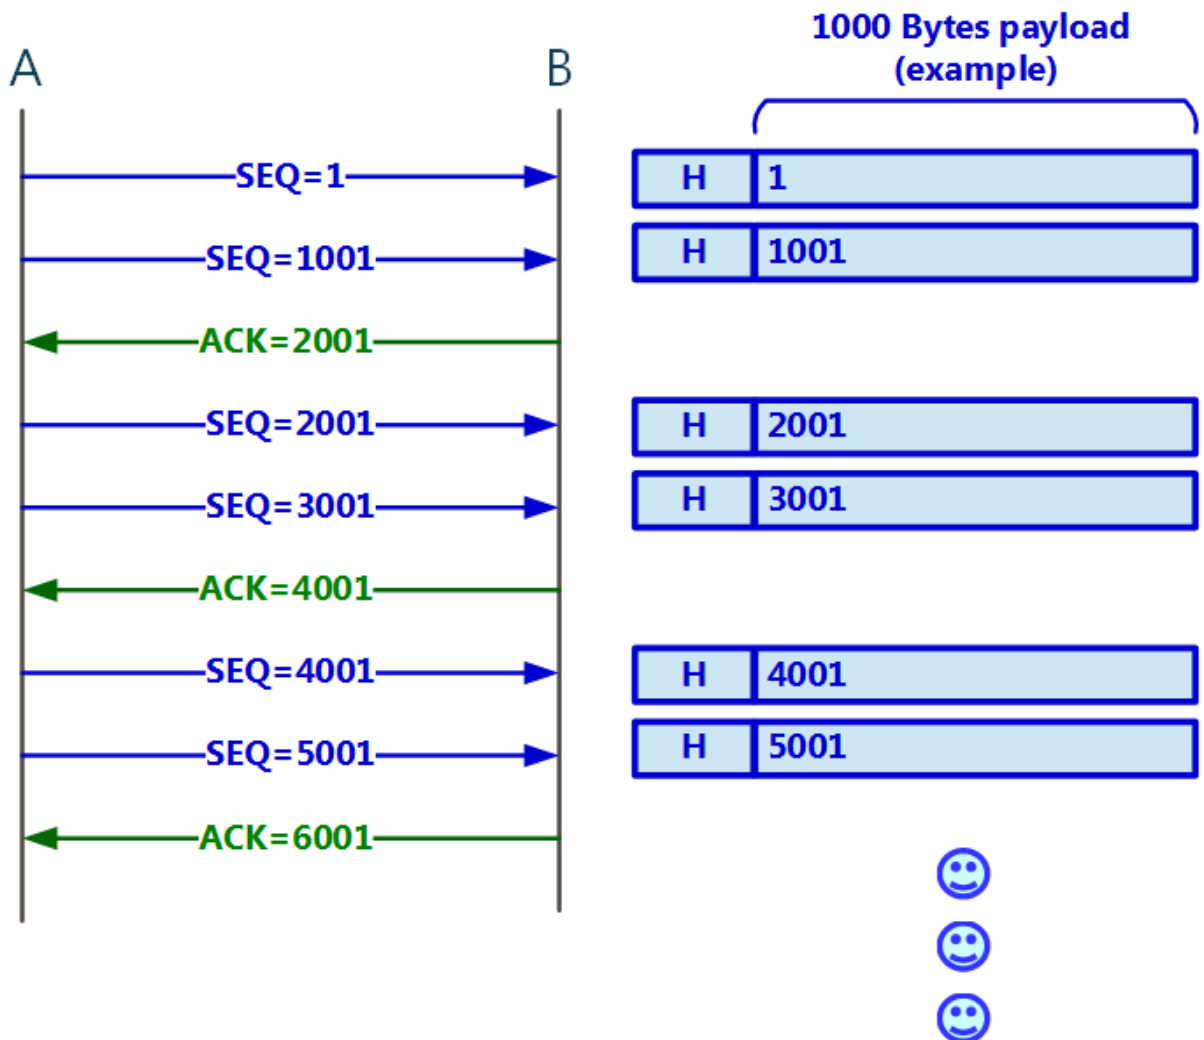 1000 Bytes payload
(example)
A
B
SEQ=1
H
1
SEQ=1001
H
1001
ACK=2001
SEQ=2001
H
2001
SEQ=3001
H
3001
ACK=4001
SEQ=4001
H
4001
SEQ=5001
H
5001
ACK=6001